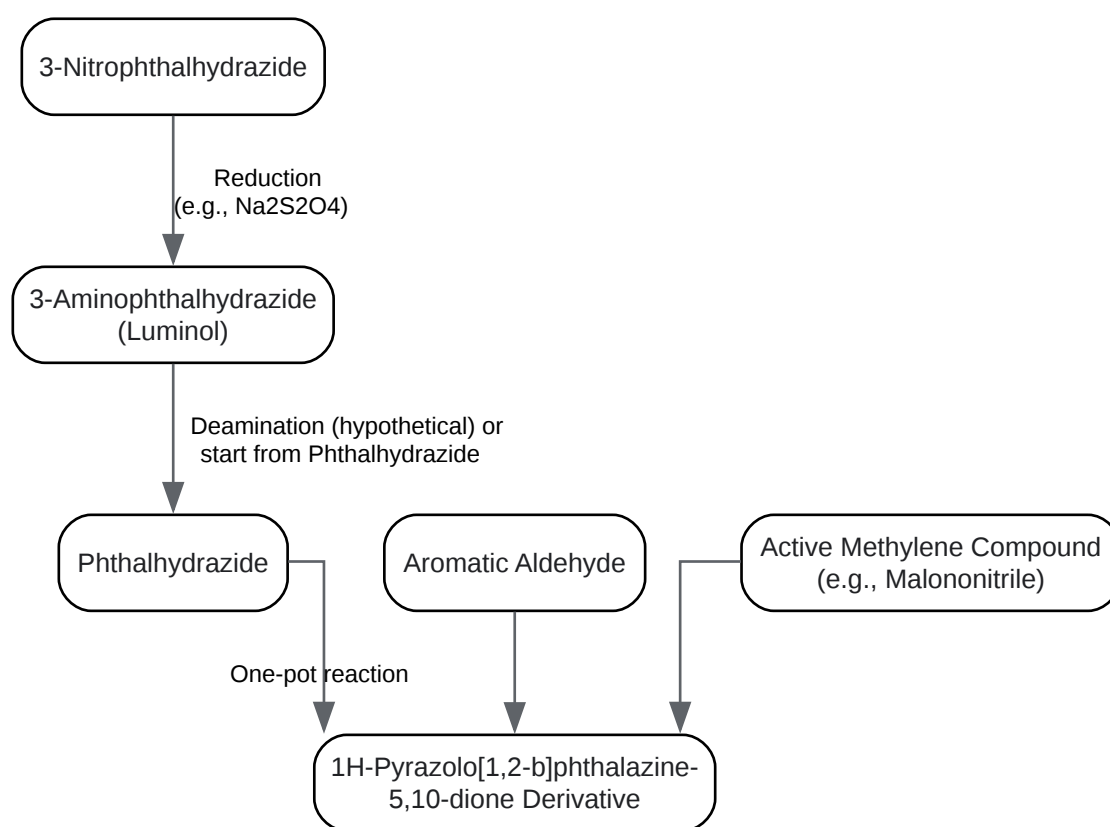 3-Nitrophthalhydrazide
Reduction
(e.g., Na2S2O4)
3-Aminophthalhydrazide
(Luminol)
Deamination (hypothetical) or
start from Phthalhydrazide
Phthalhydrazide
Aromatic Aldehyde
Active Methylene Compound
(e.g., Malononitrile)
One-pot reaction
1H-Pyrazolo[1,2-b]phthalazine-
5,10-dione Derivative